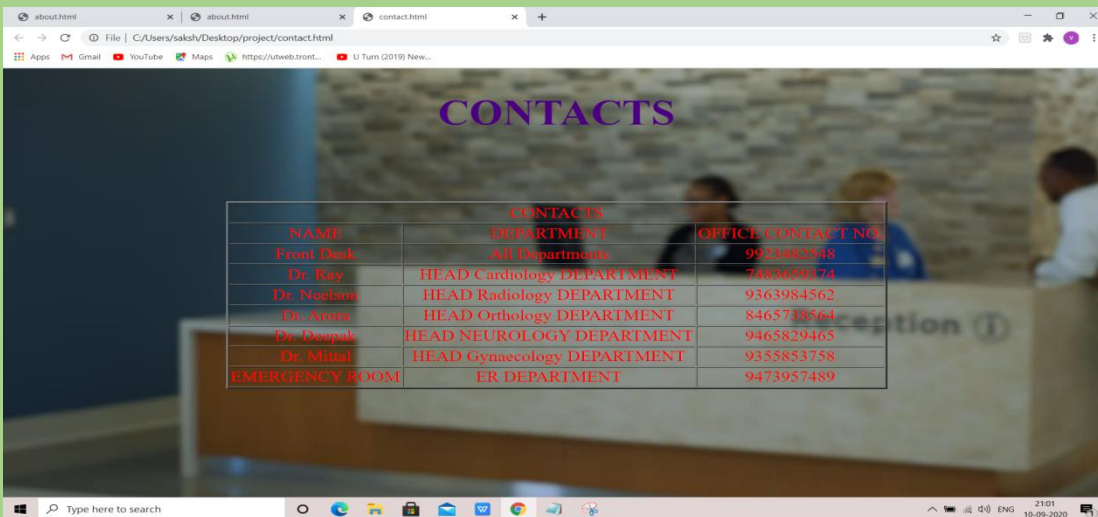 about.html about.html contact.html
File | C:/Users/saksh/Desktop/project/contact.html
Apps Gmail YouTube Maps https://utweb.tront... U Turn (2019) New...
CONTACTS
CONTACTS
NAME DEPARTMENT OFFICE CONTACT NO.
Front Desk All Departments 9923482548
Dr. Ray HEAD Cardiology DEPARTMENT 7483659374
Dr. Neelson HEAD Radiology DEPARTMENT 9363984562
Dr. Arora HEAD Orthology DEPARTMENT 8465738564
Dr. Deepak HEAD NEUROLOGY DEPARTMENT 9465829465
Dr. Mittal HEAD Gynaecology DEPARTMENT 9355853758
EMERGENCY ROOM ER DEPARTMENT 9473957489
Reception i
Type here to search
ENG
21:01
10-09-2020